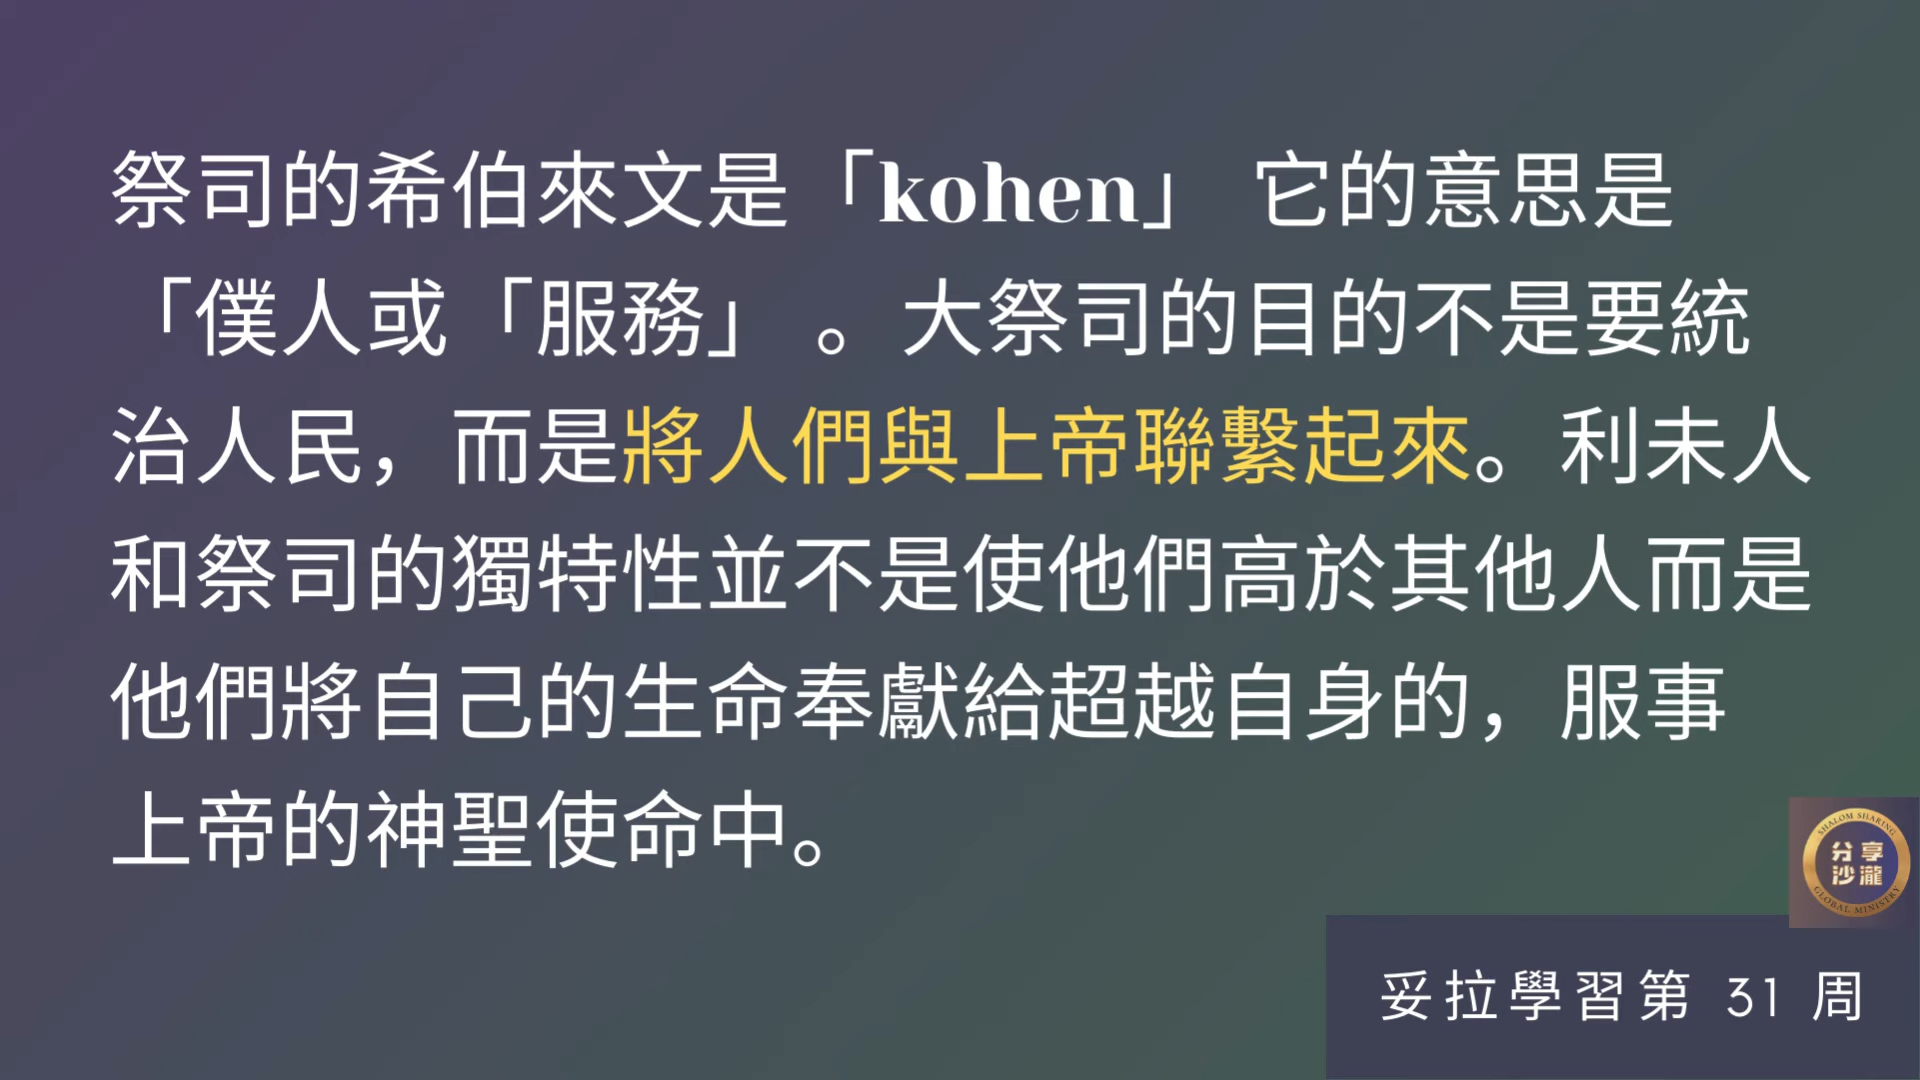 祭司的希伯來文是「kohen」 它的意思是
「僕人或「服務」 。大祭司的目的不是要統
治人民，而是將人們與上帝聯繫起來。利未人
和祭司的獨特性並不是使他們高於其他人而是
他們將自己的生命奉獻給超越自身的，服事
上帝的神聖使命中。
SHALOM SHARING
分享
沙瀧
GLOBAL MINISTRY
妥拉學習第 31 周